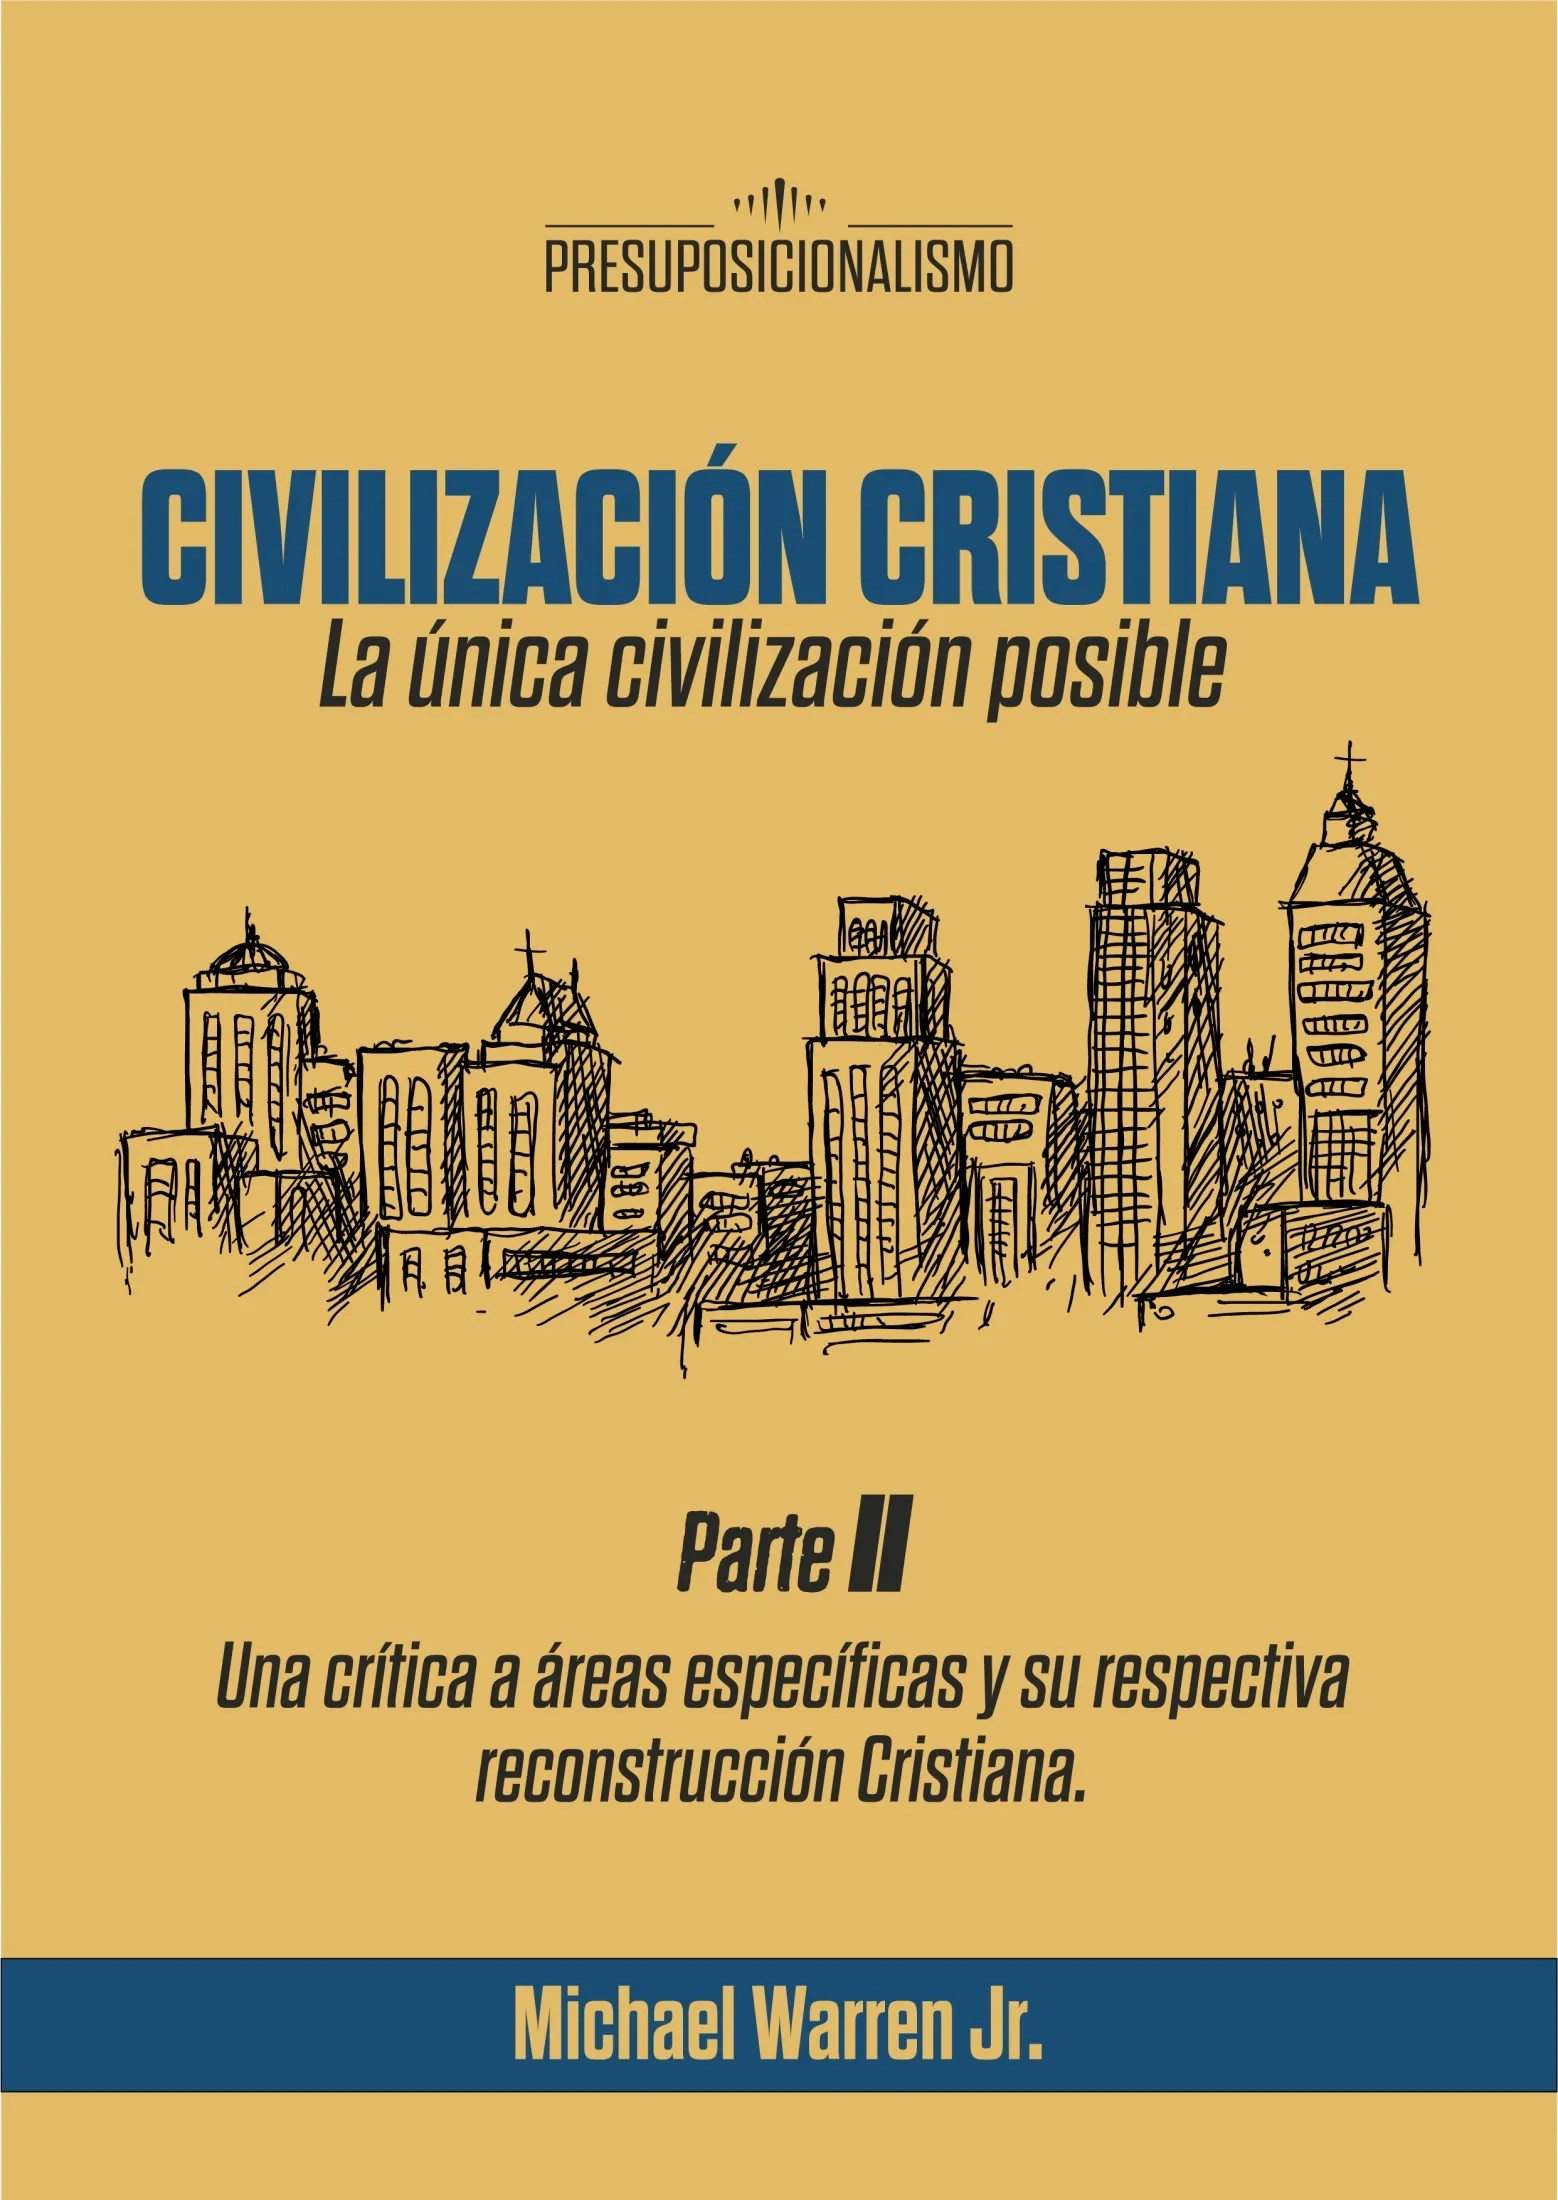 PRESUPOSICIONALISMO
CIVILIZACIÓN CRISTIANA
La única civilización posible
Parte II
Una crítica a áreas específicas y su respectiva
reconstrucción Cristiana.
Michael Warren Jr.